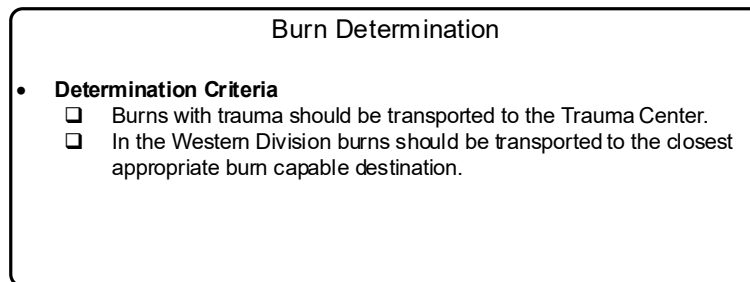 Burn Determination
• Determination Criteria
❑ Burns with trauma should be transported to the Trauma Center.
❑ In the Western Division burns should be transported to the closest
appropriate burn capable destination.